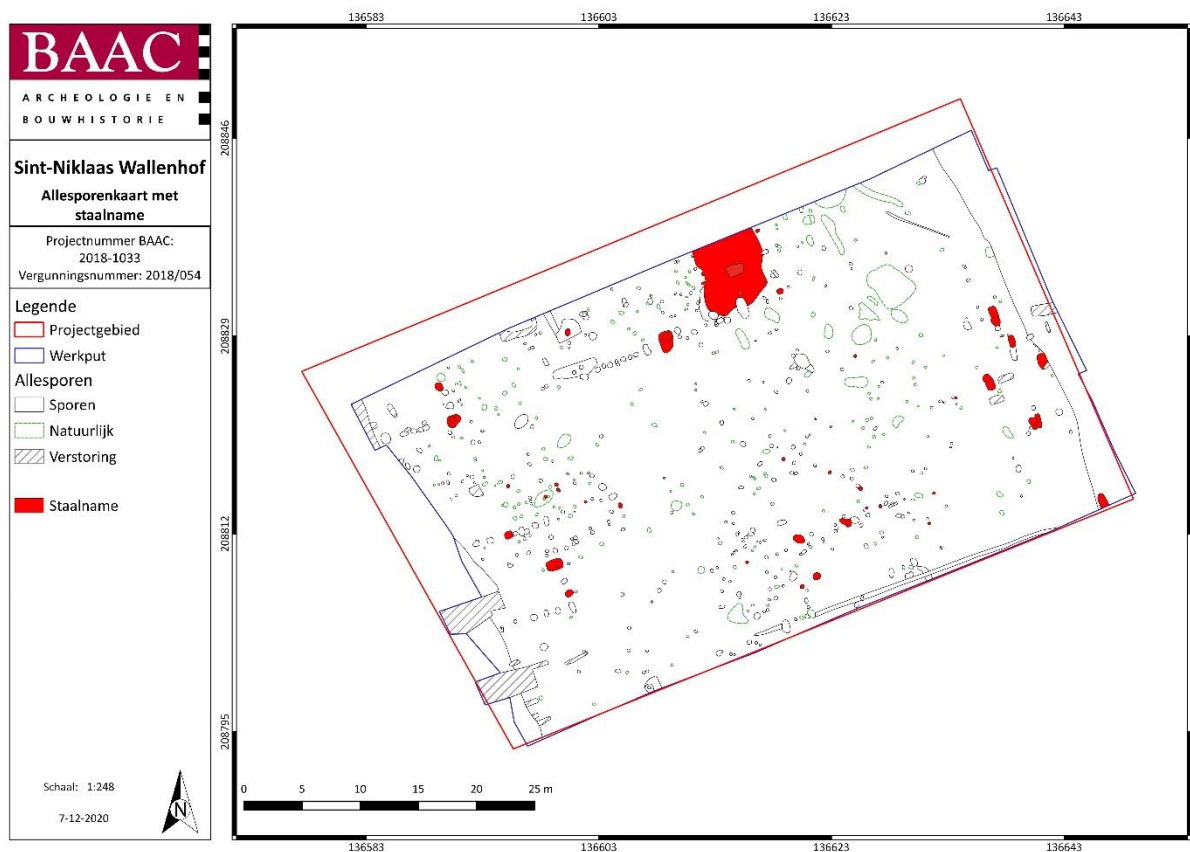 BAAC
ARCHEOLOGIE EN
BOUWHISTORIE
Sint-Niklaas Wallenhof
Allesporenkaart met
staalname
Projectnummer BAAC:
2018-1033
Vergunningsnummer: 2018/054
Legende
Projectgebied
Werkput
Allesporen
Sporen
Natuurlijk
Verstoring
Staalname
Schaal: 1:248
7-12-2020
N
136583 136603 136623 136643
208846
208829
208812
208795
0 5 10 15 20 25 m
136583 136603 136623 136643